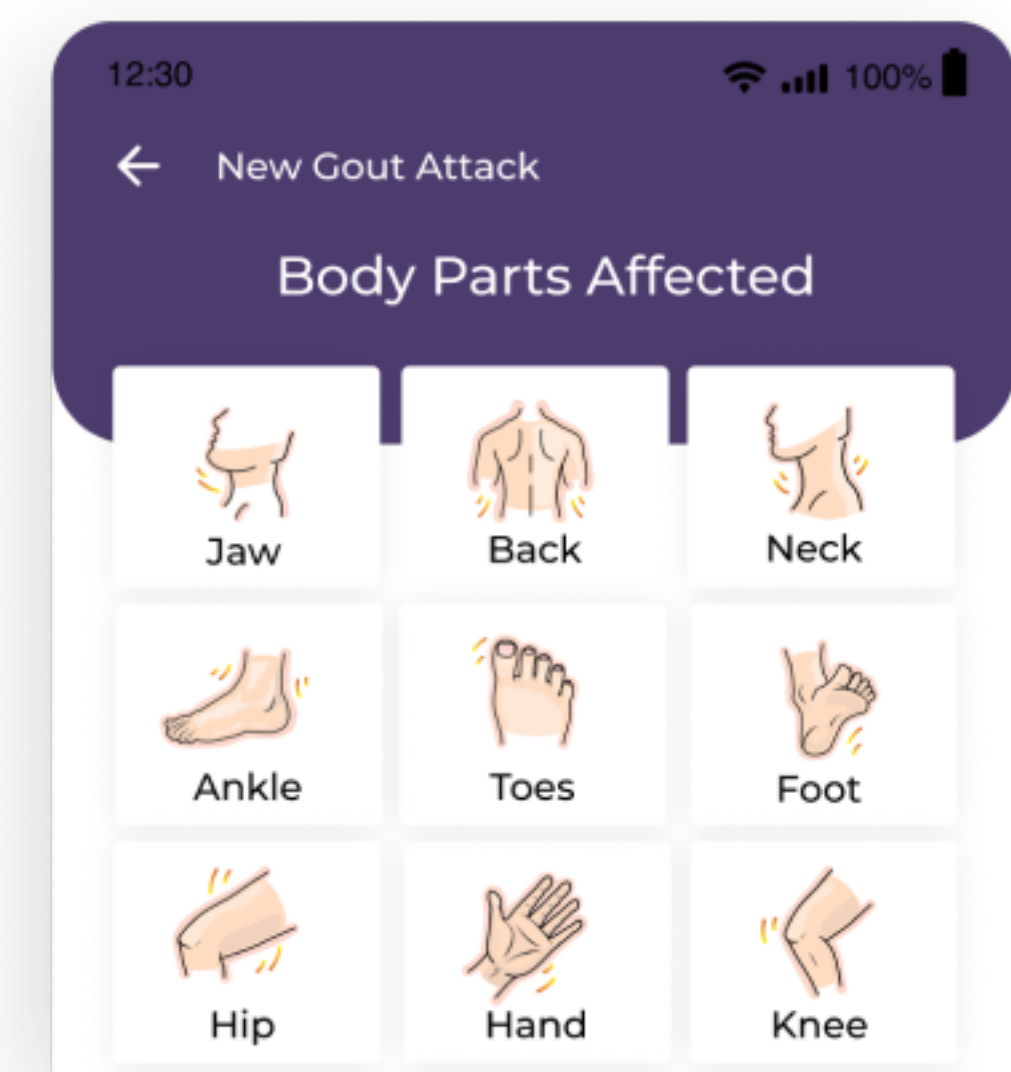 12:30 100%
New Gout Attack
Body Parts Affected
Jaw Back Neck
Ankle Toes Foot
Hip Hand Knee